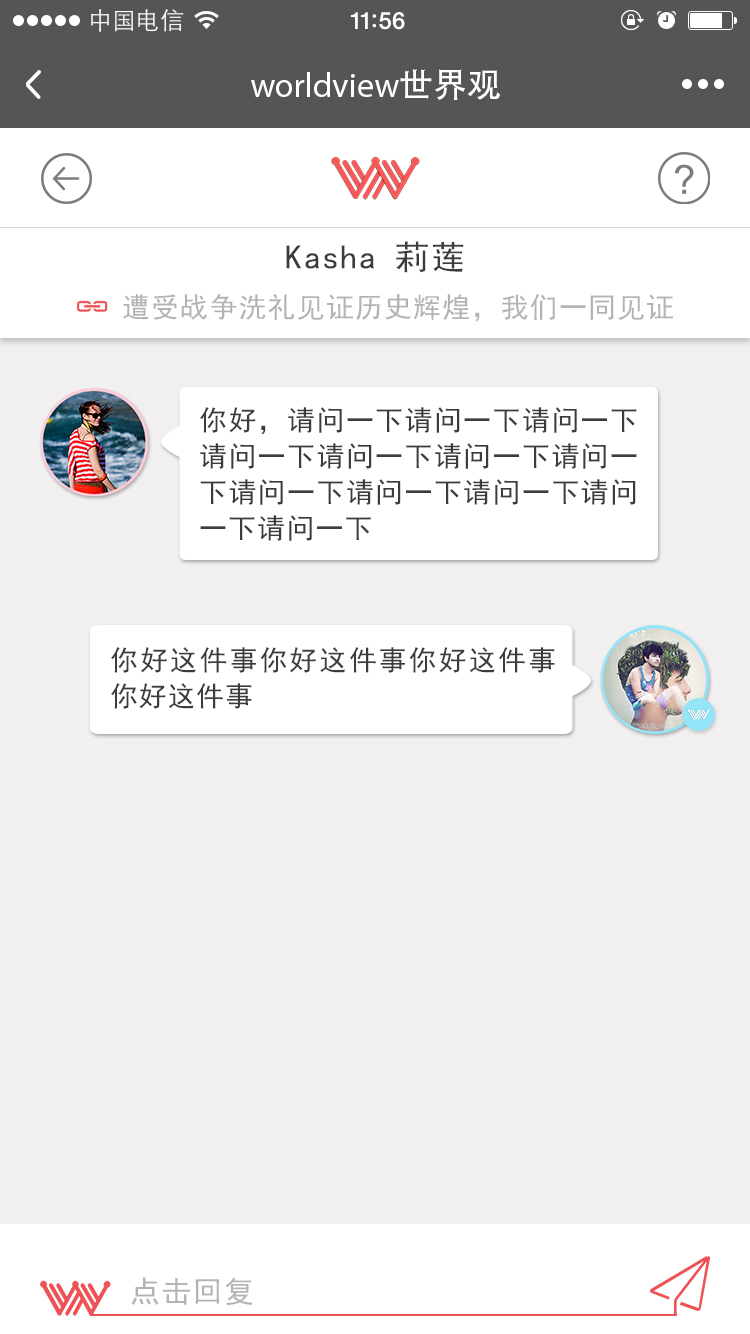 中国电信
11:56
worldview世界观
?
Kasha 莉莲
遭受战争洗礼见证历史辉煌，我们一同见证
你好，请问一下请问一下请问一下
请问一下请问一下请问一下请问一
下请问一下请问一下请问一下请问
一下请问一下
你好这件事你好这件事你好这件事
你好这件事
点击回复